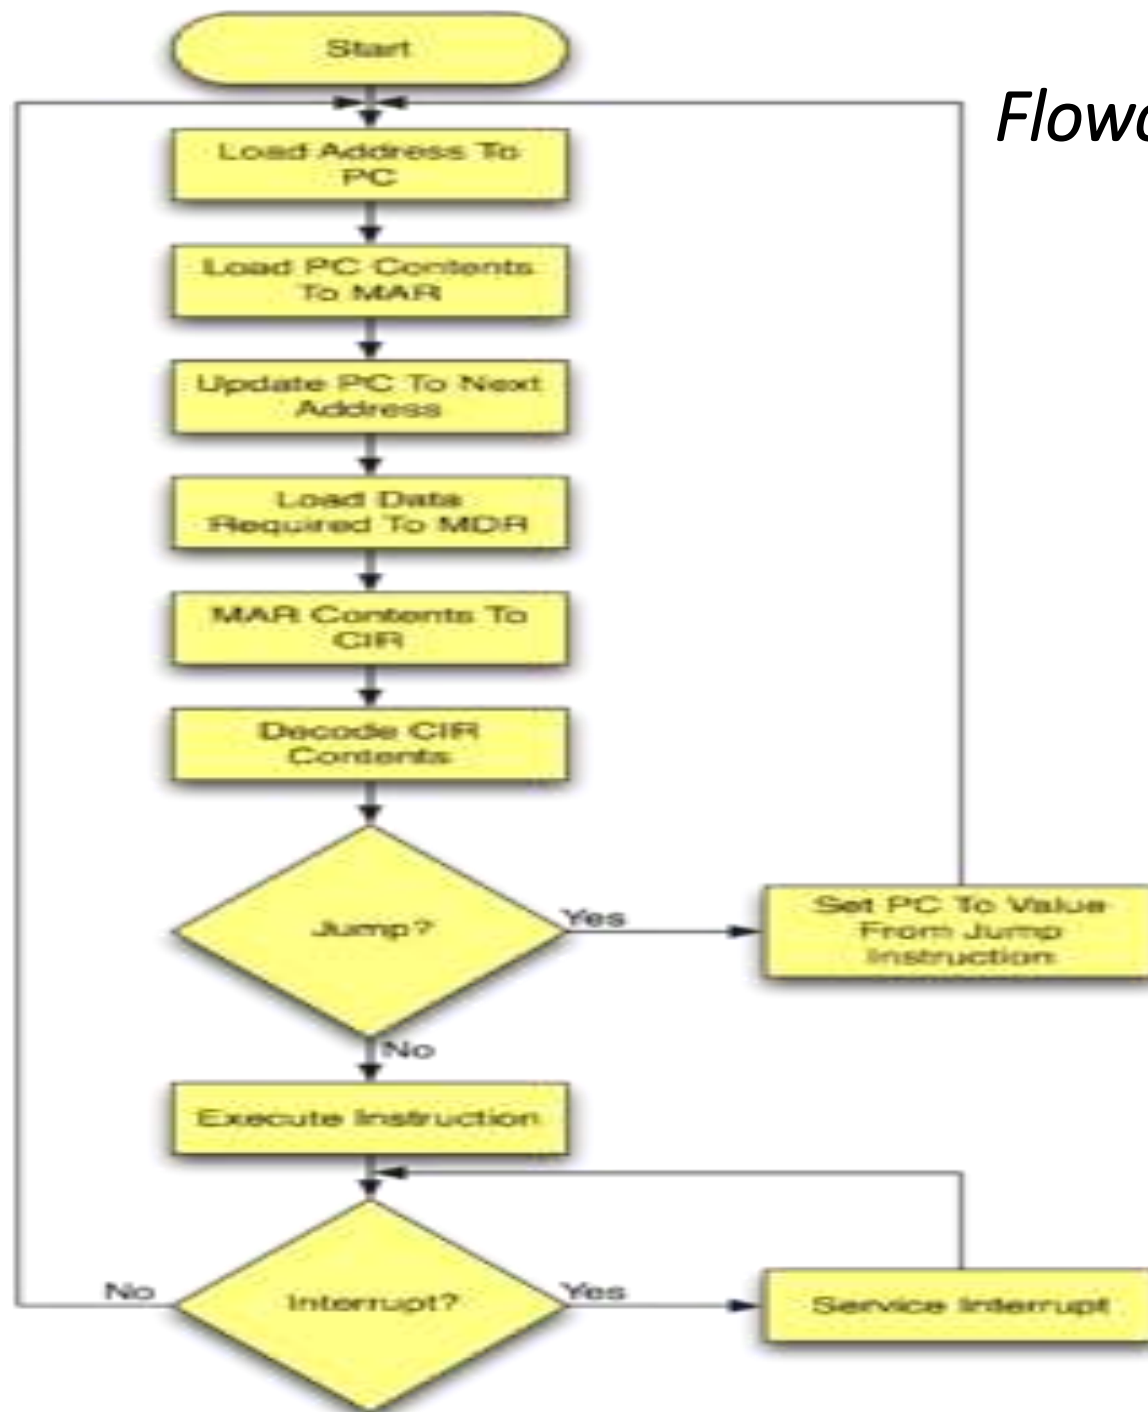 Start
Load Address To
PC
Load PC Contents
To MAR
Update PC To Next
Address
Load Data
Required To MDR
MAR Contents To
CIR
Decode CIR
Contents
Jump?
Yes
Set PC To Value
From Jump
Instruction
No
Execute Instruction
No
Interrupt?
Yes
Service Interrupt